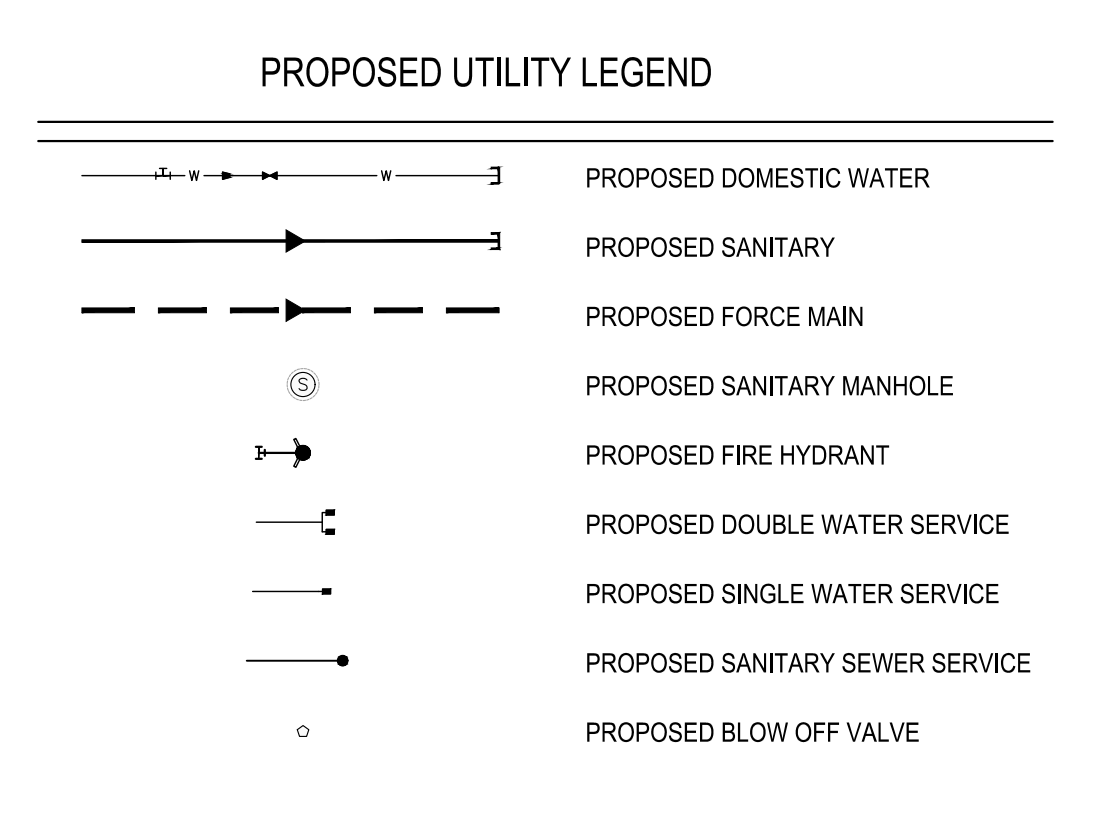 PROPOSED UTILITY LEGEND
W W PROPOSED DOMESTIC WATER
PROPOSED SANITARY
PROPOSED FORCE MAIN
S PROPOSED SANITARY MANHOLE
PROPOSED FIRE HYDRANT
PROPOSED DOUBLE WATER SERVICE
PROPOSED SINGLE WATER SERVICE
PROPOSED SANITARY SEWER SERVICE
PROPOSED BLOW OFF VALVE